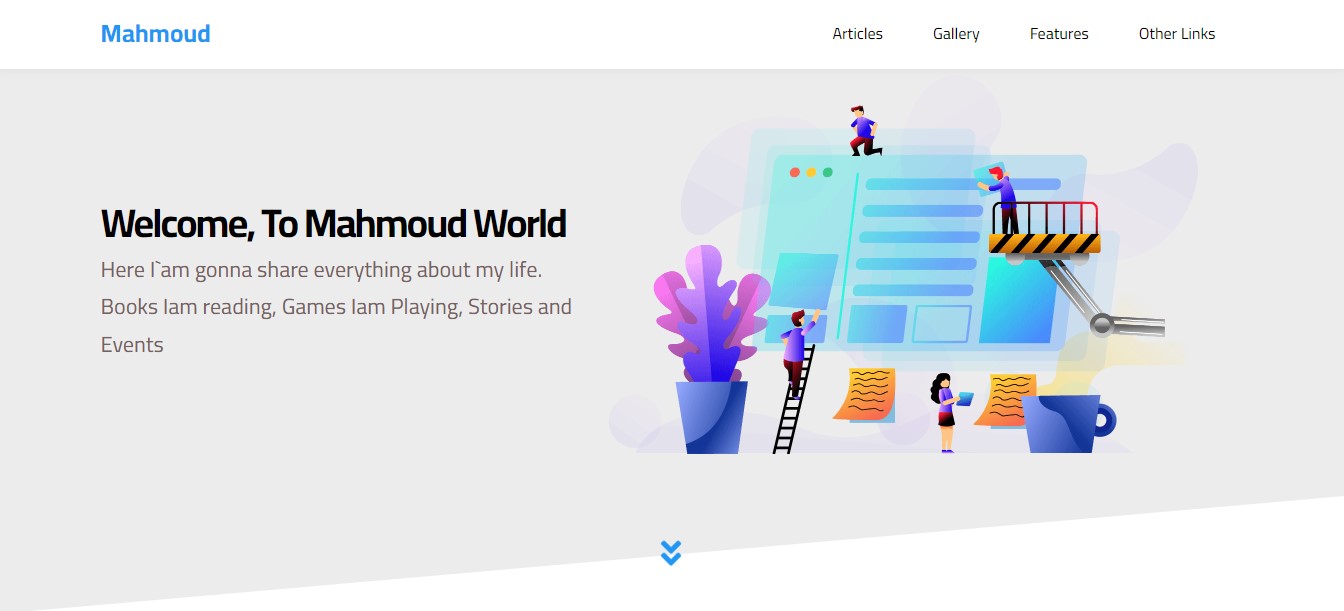 Mahmoud
Articles Gallery Features Other Links
Welcome, To Mahmoud World
Here I`am gonna share everything about my life.
Books Iam reading, Games Iam Playing, Stories and
Events